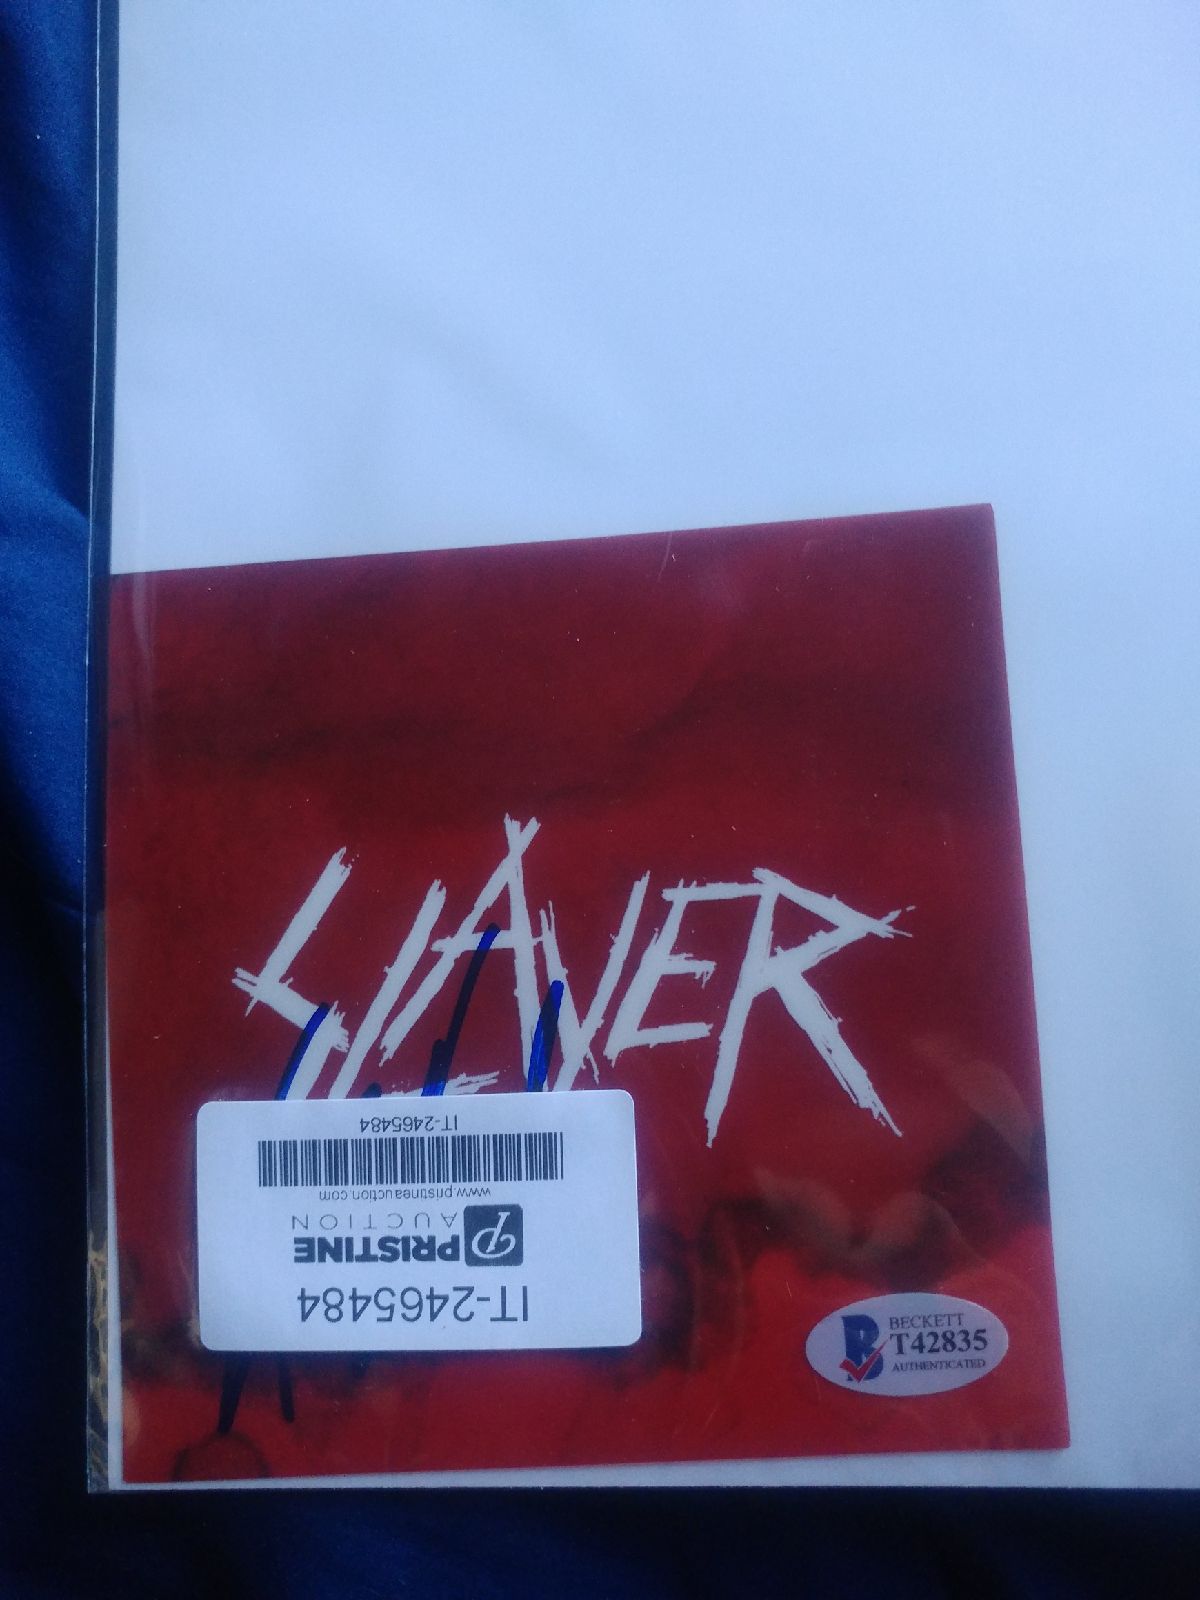 SLAYER
IT-2465484
PRISTINE
AUCTION
www.pristineauction.com
IT-2465484
BECKETT
T42835
AUTHENTICATED